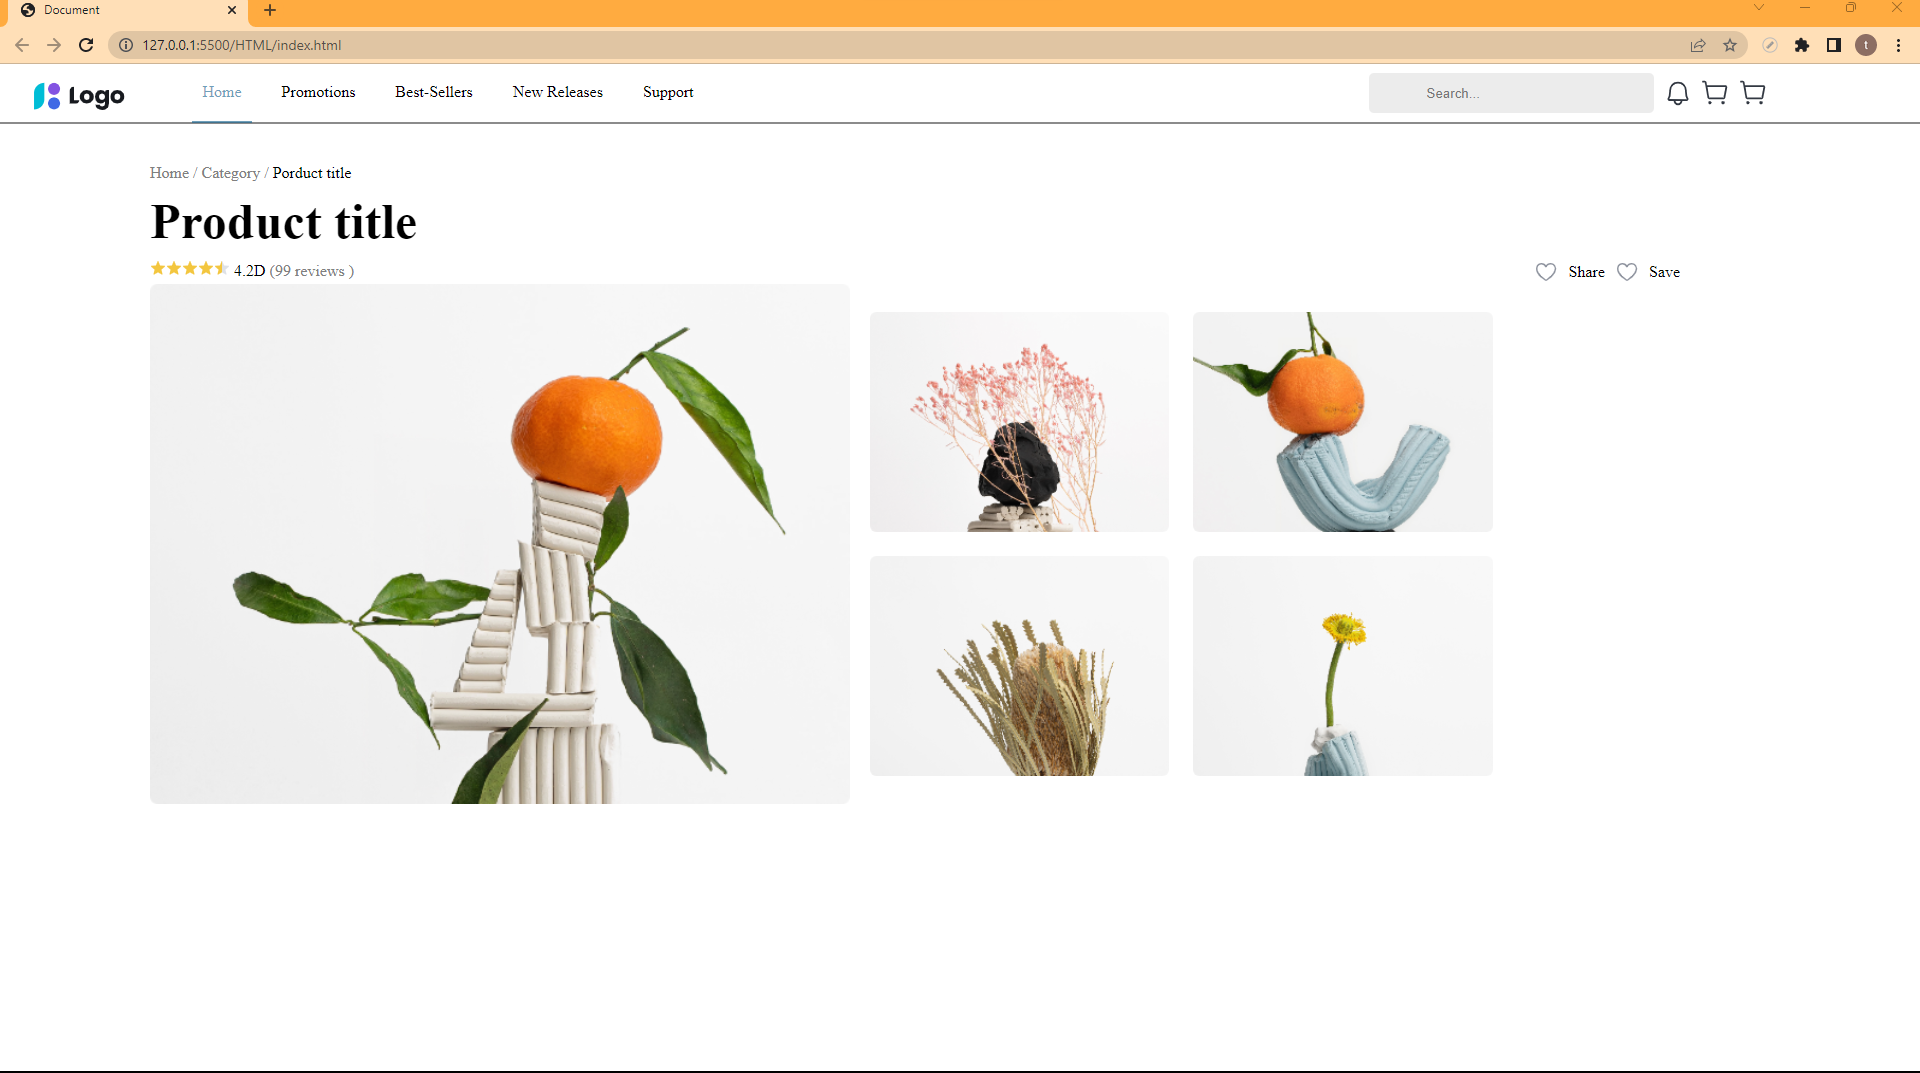 Document
127.0.0.1:5500/HTML/index.html
t
Logo Home Promotions Best-Sellers New Releases Support Search...
Home / Category / Porduct title
Product title
4.2D (99 reviews ) Share Save